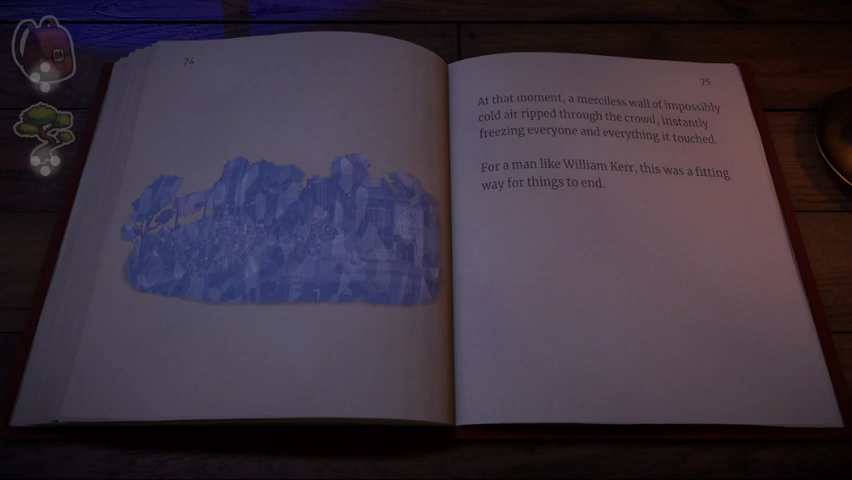 74
75
At that moment, a merciless wall of impossibly
cold air ripped through the crowd, instantly
freezing everyone and everything it touched.
For a man like William Kerr, this was a fitting
way for things to end.